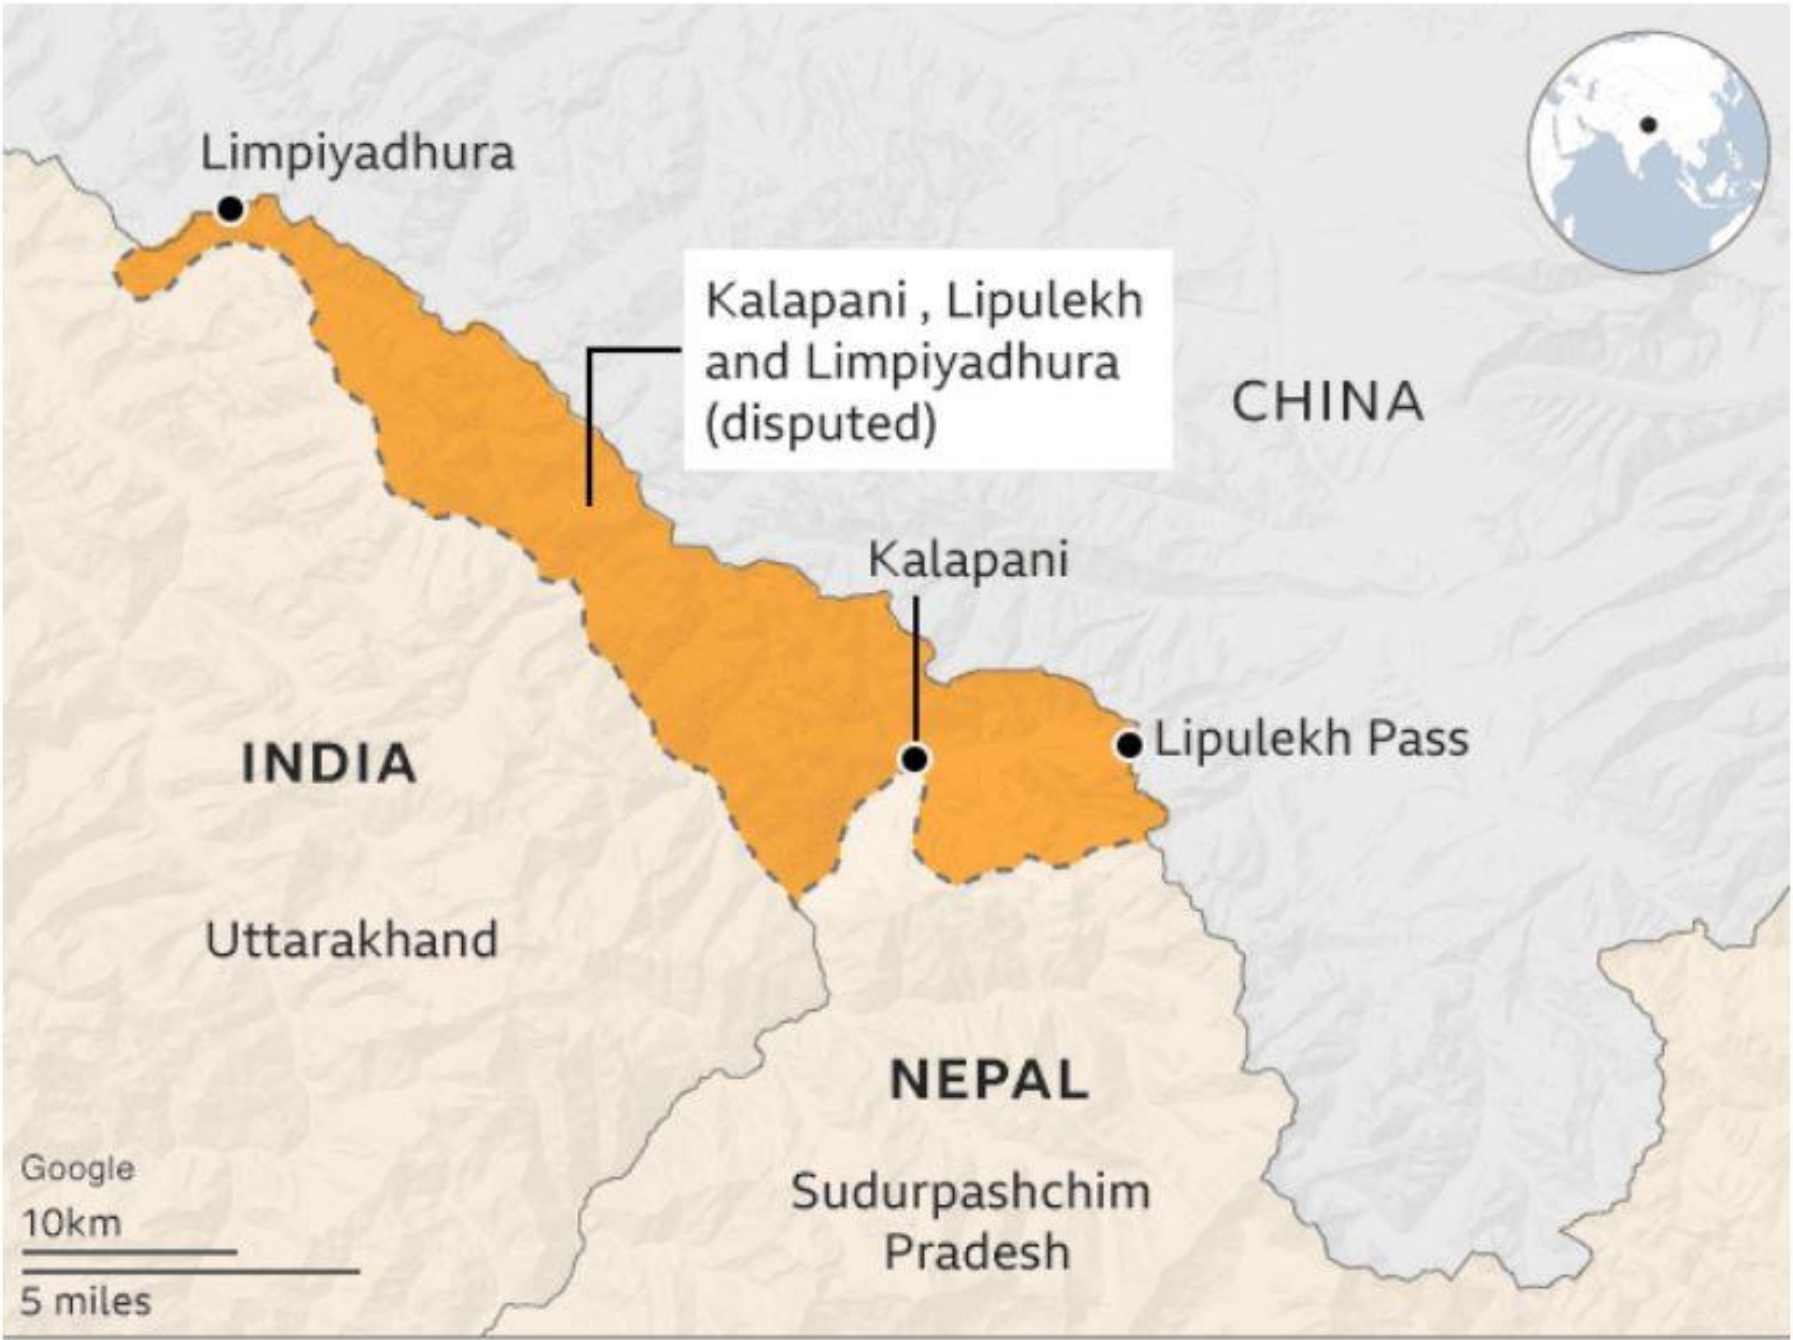 Limpiyadhura
Kalapani , Lipulekh
and Limpiyadhura
(disputed)
CHINA
Kalapani
Lipulekh Pass
INDIA
Uttarakhand
NEPAL
Sudurpashchim
Pradesh
Google
10km
5 miles